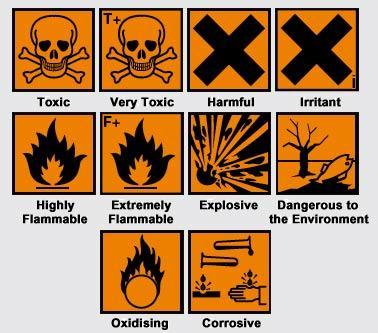 T+
i
Toxic Very Toxic Harmful Irritant
F+
Highly Flammable Extremely Flammable Explosive Dangerous to the Environment
Oxidising Corrosive